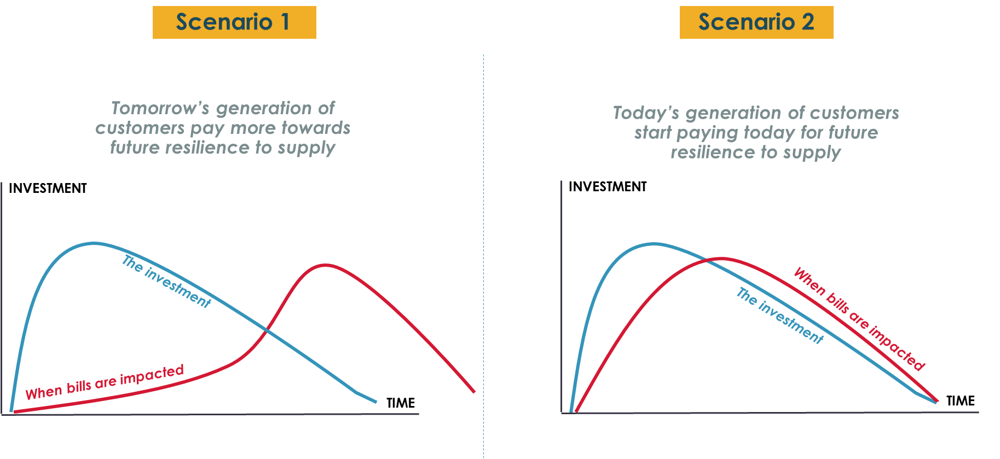 Scenario 1
Tomorrow’s generation of
customers pay more towards
future resilience to supply
INVESTMENT
The investment
When bills are impacted
TIME
Scenario 2
Today’s generation of customers
start paying today for future
resilience to supply
INVESTMENT
When bills are impacted
The investment
TIME